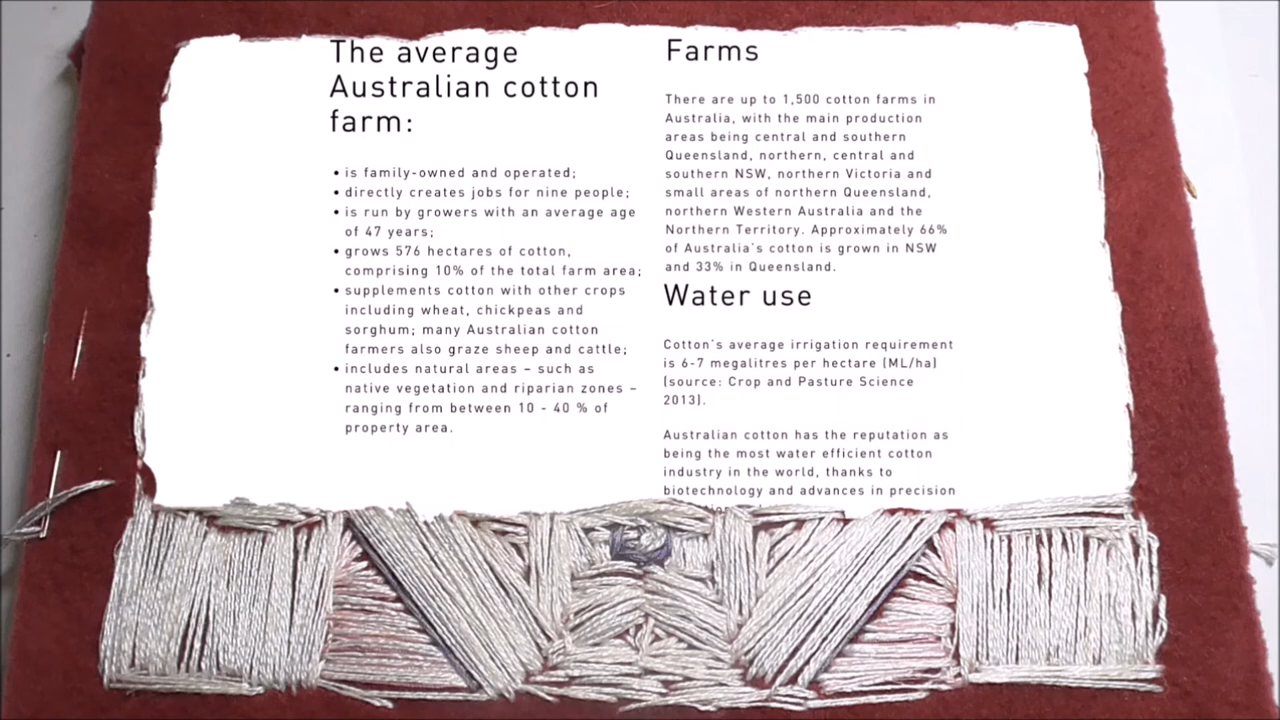 The average
Australian cotton
farm:
• is family-owned and operated;
• directly creates jobs for nine people;
• is run by growers with an average age
of 47 years;
• grows 576 hectares of cotton,
comprising 10% of the total farm area;
• supplements cotton with other crops
including wheat, chickpeas and
sorghum; many Australian cotton
farmers also graze sheep and cattle;
• includes natural areas – such as
native vegetation and riparian zones –
ranging from between 10 - 40 % of
property area.
Farms
There are up to 1,500 cotton farms in
Australia, with the main production
areas being central and southern
Queensland, northern, central and
southern NSW, northern Victoria and
small areas of northern Queensland,
northern Western Australia and the
Northern Territory. Approximately 66%
of Australia's cotton is grown in NSW
and 33% in Queensland.
Water use
Cotton's average irrigation requirement
is 6-7 megalitres per hectare (ML/ha)
(source: Crop and Pasture Science
2013).
Australian cotton has the reputation as
being the most water efficient cotton
industry in the world, thanks to
biotechnology and advances in precision